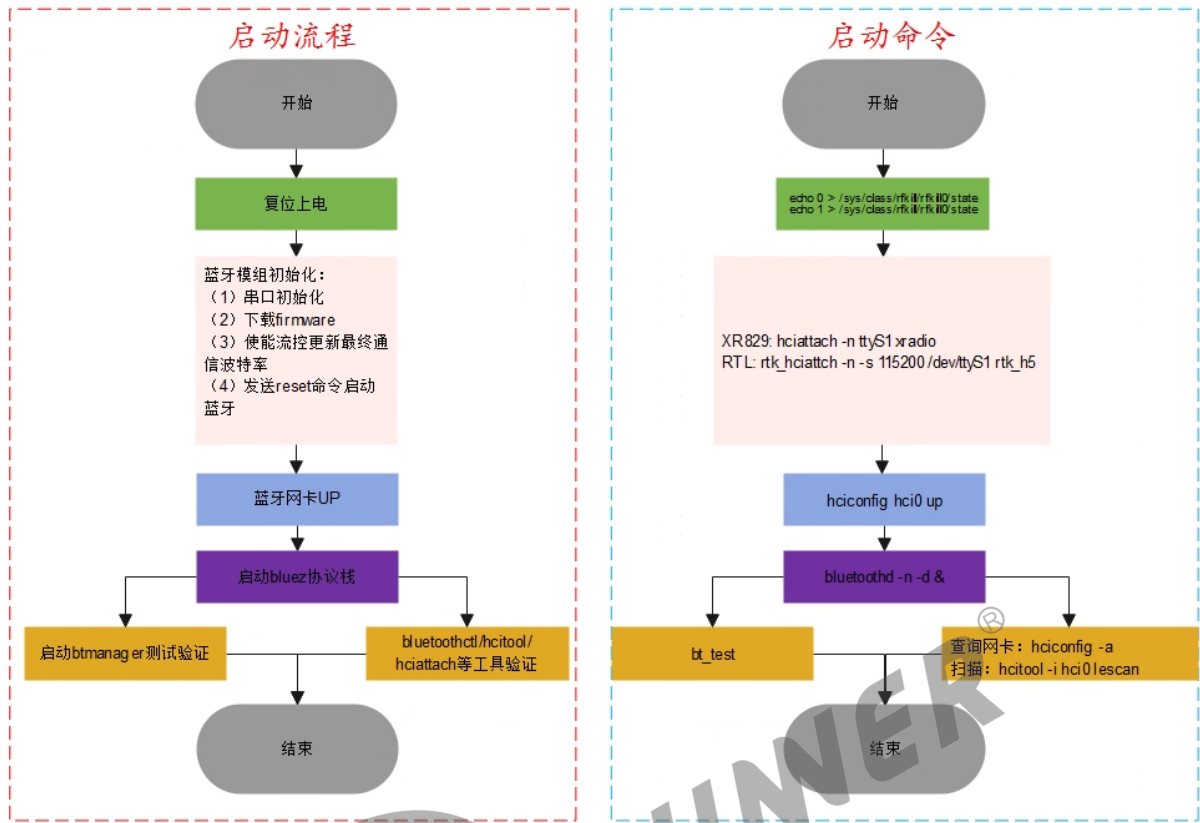 启动流程
开始
复位上电
蓝牙模组初始化：
（1）串口初始化
（2）下载firmware
（3）使能流控更新最终通
信波特率
（4）发送reset命令启动
蓝牙
蓝牙网卡UP
启动bluez协议栈
启动btmanager测试验证
bluetoothctl/hcitool/
hciattach等工具验证
结束
启动命令
开始
echo 0 > /sys/class/rfkill/rfkill0/state
echo 1 > /sys/class/rfkill/rfkill0/state
XR829: hciattach -n ttyS1 xradio
RTL: rtk_hciattch -n -s 115200 /dev/ttyS1 rtk_h5
hciconfig hci0 up
bluetoothd -n -d &
bt_test
查询网卡：hciconfig -a
扫描：hcitool -i hci0 lescan
结束